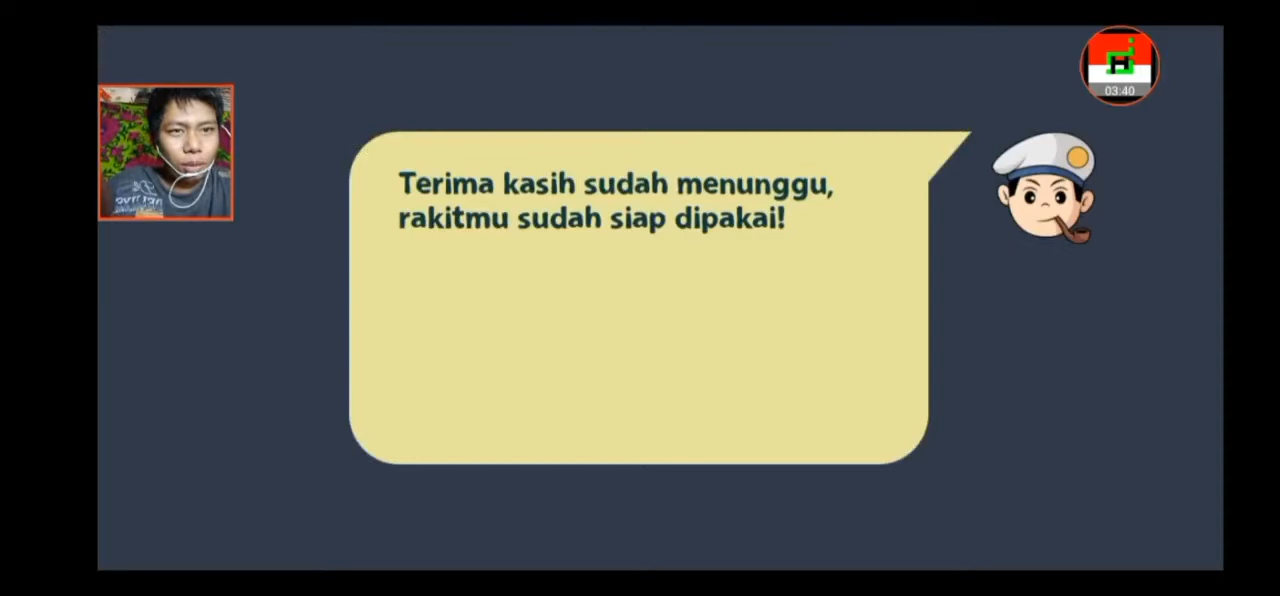 03:40
Terima kasih sudah menunggu,
rakitmu sudah siap dipakai!